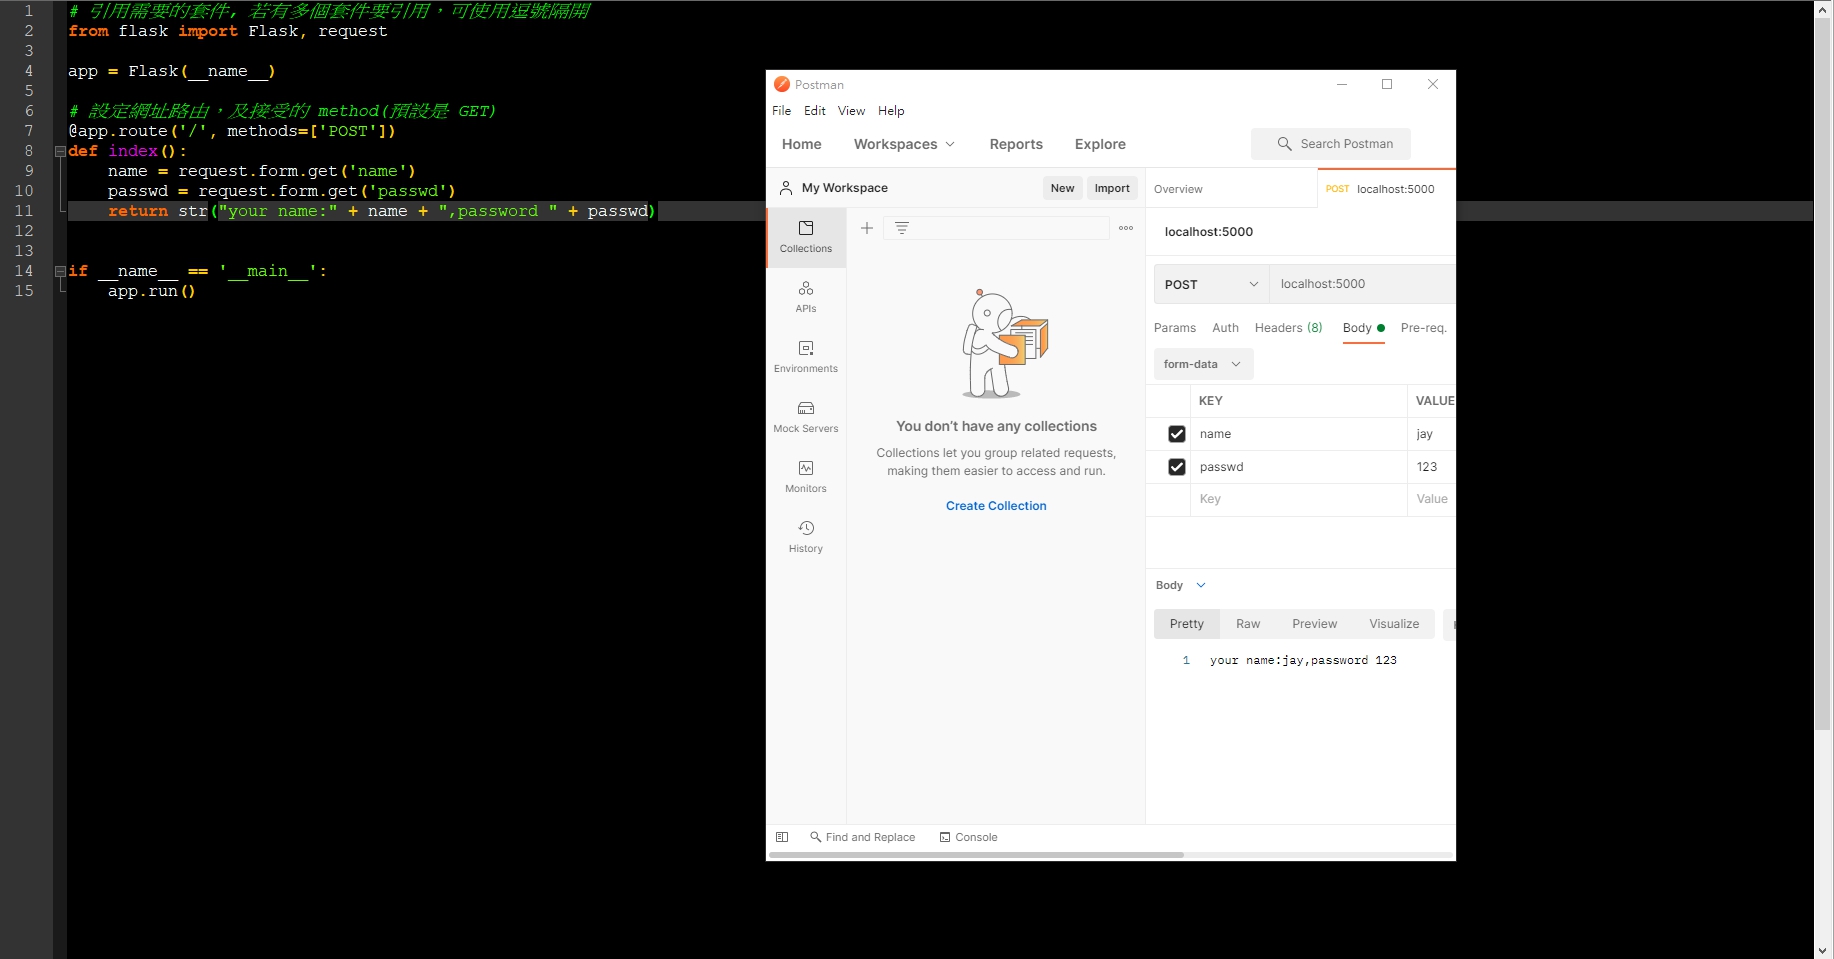 1 # 引用需要的套件, 若有多個套件要引用，可使用逗號隔開
2 from flask import Flask, request
3
4 app = Flask(__name__)
5
6 # 設定網址路由，及接受的 method(預設是 GET)
7 @app.route('/', methods=['POST'])
8 def index():
9 name = request.form.get('name')
10 passwd = request.form.get('passwd')
11 return str("your name:" + name + ",password " + passwd)
12
13
14 if __name__ == '__main__':
15 app.run()
Postman
File Edit View Help
Home Workspaces Reports Explore Search Postman
My Workspace New Import
Overview POST localhost:5000
Collections
APIs
Environments
Mock Servers
Monitors
History
You don't have any collections
Collections let you group related requests,
making them easier to access and run.
Create Collection
localhost:5000
POST localhost:5000
Params Auth Headers (8) Body Pre-req.
form-data
KEY VALUE
name jay
passwd 123
Key Value
Body
Pretty Raw Preview Visualize
1 your name:jay,password 123
Find and Replace Console